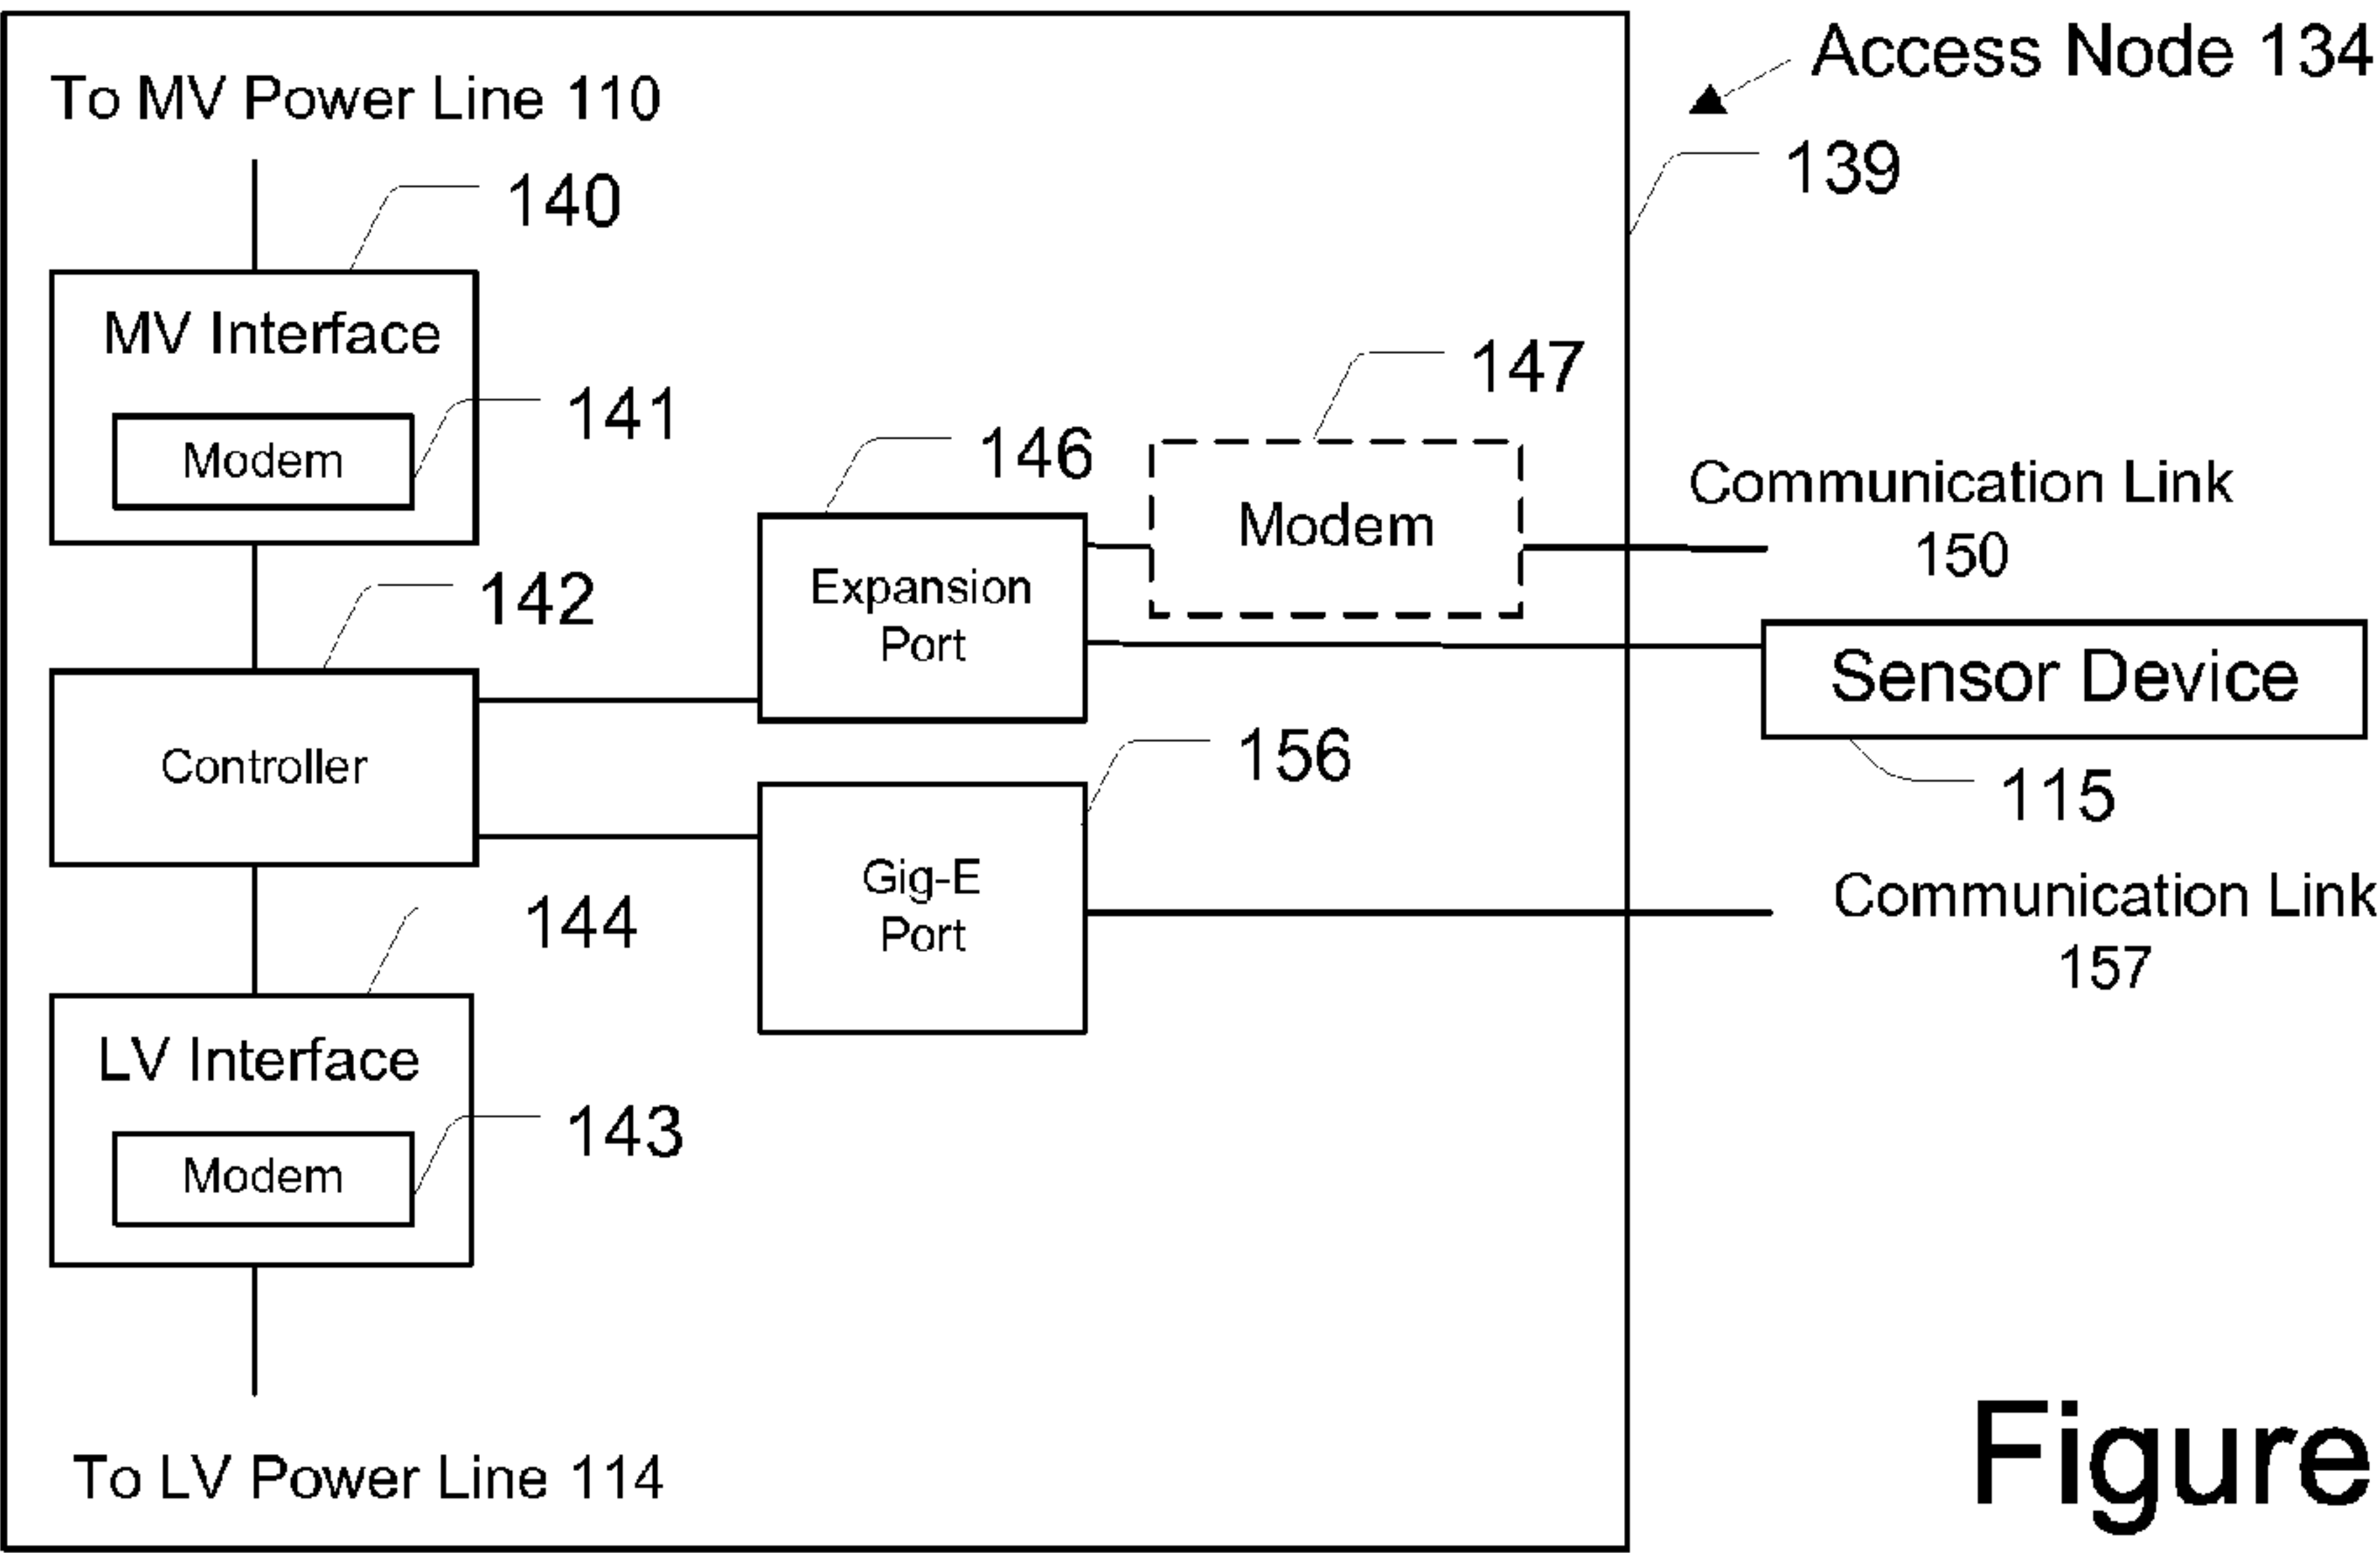 Access Node 134
To MV Power Line 110
139
140
MV Interface
147
141
Modem
146
Modem
Communication Link
150
Expansion
Port
142
Sensor Device
Controller
156
115
Gig-E
Port
Communication Link
157
144
LV Interface
143
Modem
To LV Power Line 114
Figure